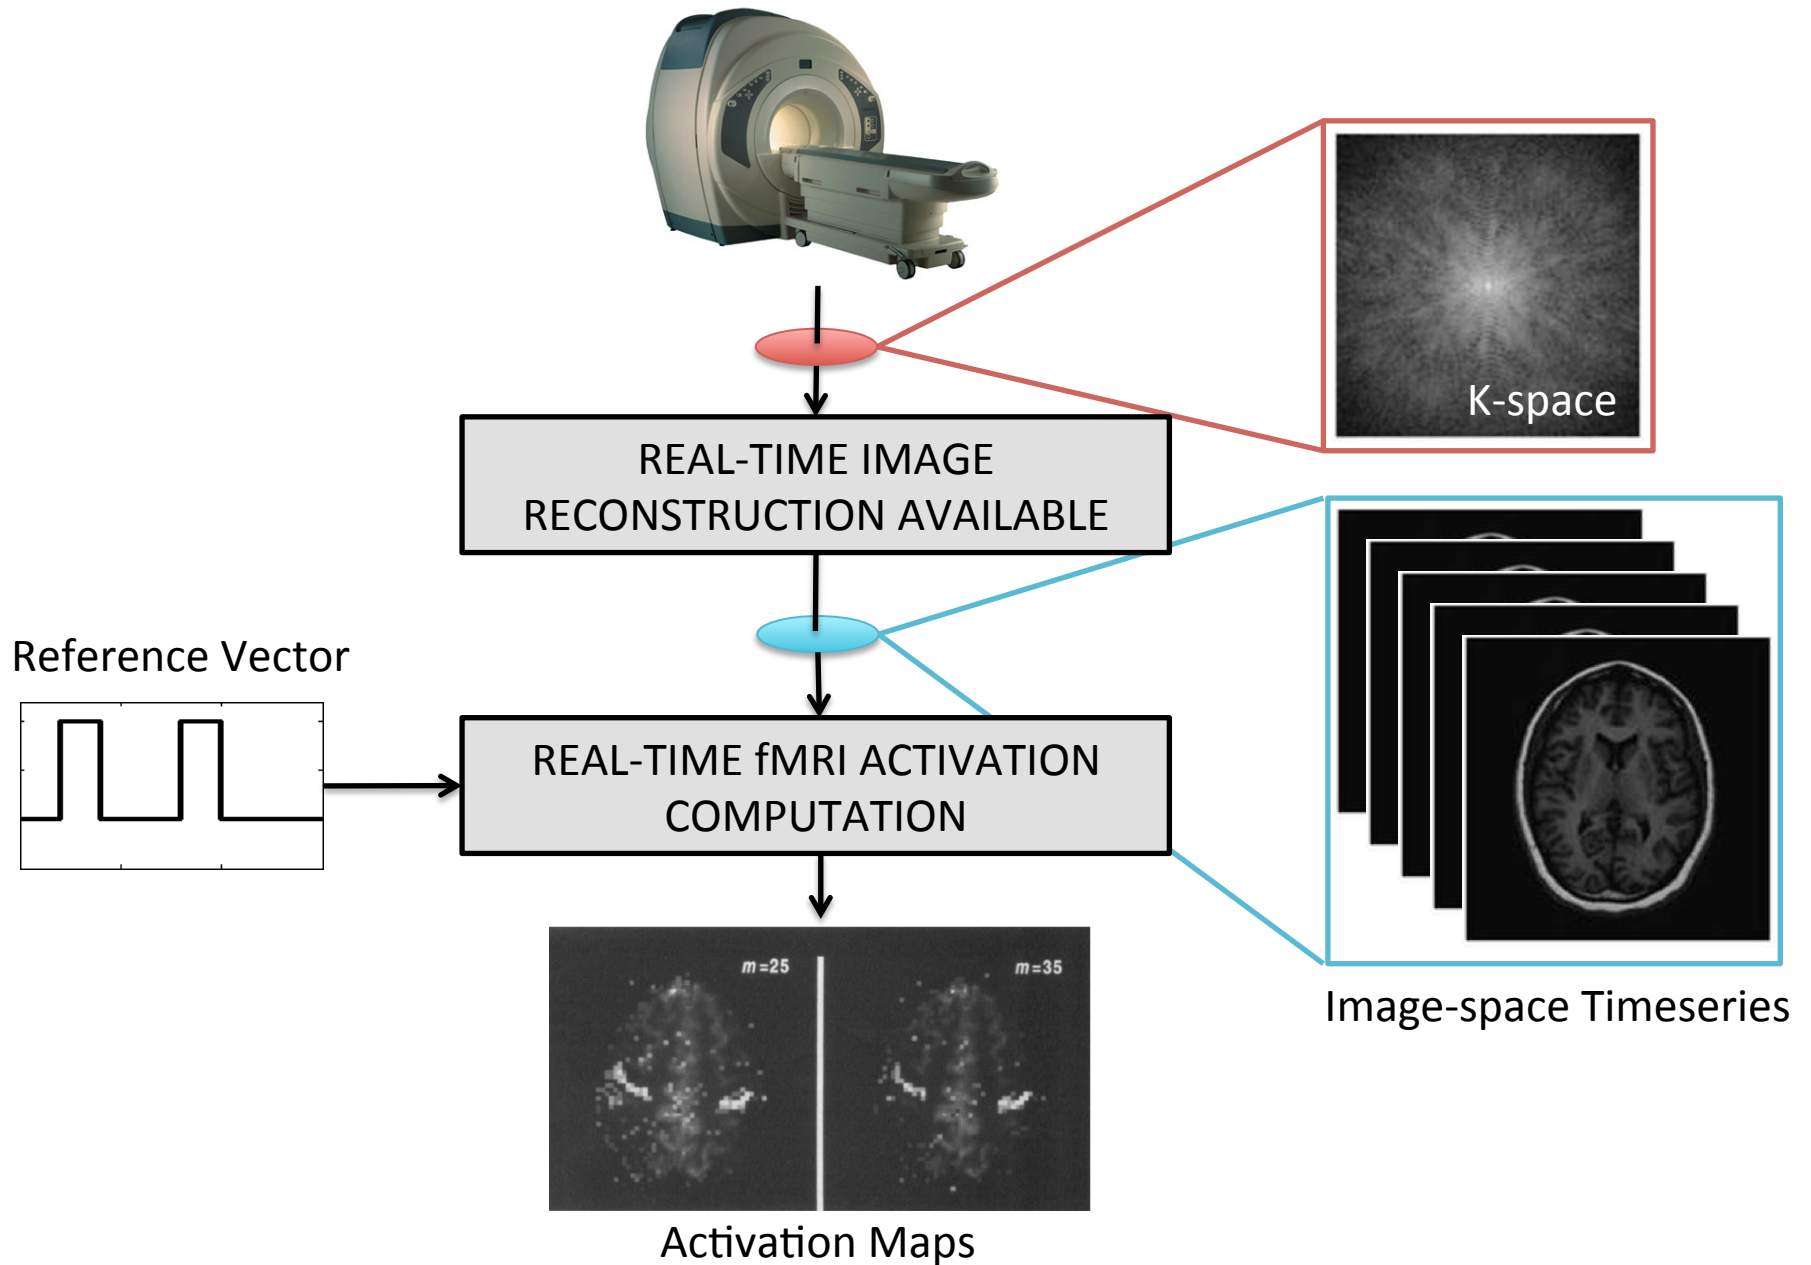 K-space
REAL-TIME IMAGE
RECONSTRUCTION AVAILABLE
Reference Vector
REAL-TIME fMRI ACTIVATION
COMPUTATION
m=25
m=35
Image-space Timeseries
Activation Maps